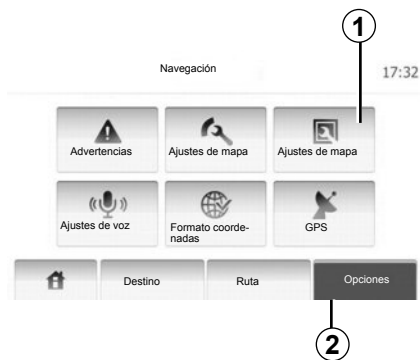 1
Navegación
17:32
Advertencias
Ajustes de mapa
Ajustes de mapa
Ajustes de voz
Formato coorde-
nadas
GPS
Destino
Ruta
Opciones
2